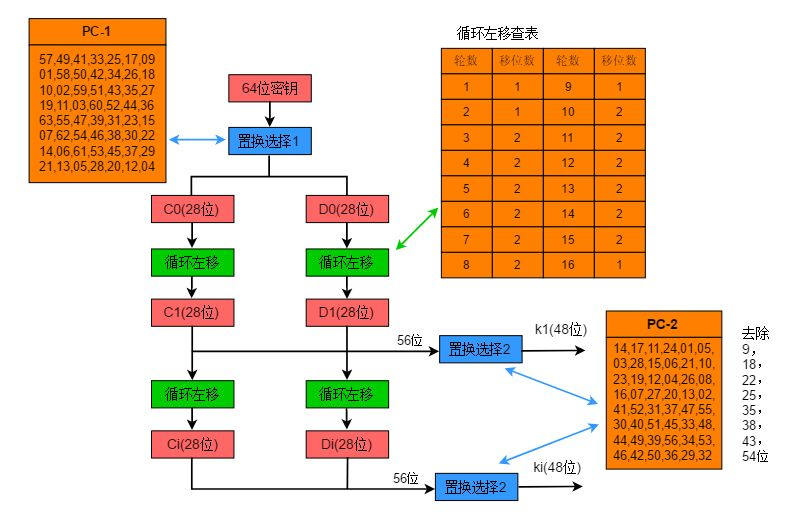 PC-1
57,49,41,33,25,17,09
01,58,50,42,34,26,18
10,02,59,51,43,35,27
19,11,03,60,52,44,36
63,55,47,39,31,23,15
07,62,54,46,38,30,22
14,06,61,53,45,37,29
21,13,05,28,20,12,04
64位密钥
置换选择1
C0(28位)
D0(28位)
循环左移
循环左移
C1(28位)
D1(28位)
循环左移
循环左移
Ci(28位)
Di(28位)
循环左移查表
轮数 移位数 轮数 移位数
1 1 9 1
2 1 10 2
3 2 11 2
4 2 12 2
5 2 13 2
6 2 14 2
7 2 15 2
8 2 16 1
56位
置换选择2
k1(48位)
56位
置换选择2
ki(48位)
PC-2
14,17,11,24,01,05,
03,28,15,06,21,10,
23,19,12,04,26,08,
16,07,27,20,13,02,
41,52,31,37,47,55,
30,40,51,45,33,48,
44,49,39,56,34,53,
46,42,50,36,29,32
去除
9,
18,
22,
25,
35,
38,
43,
54位